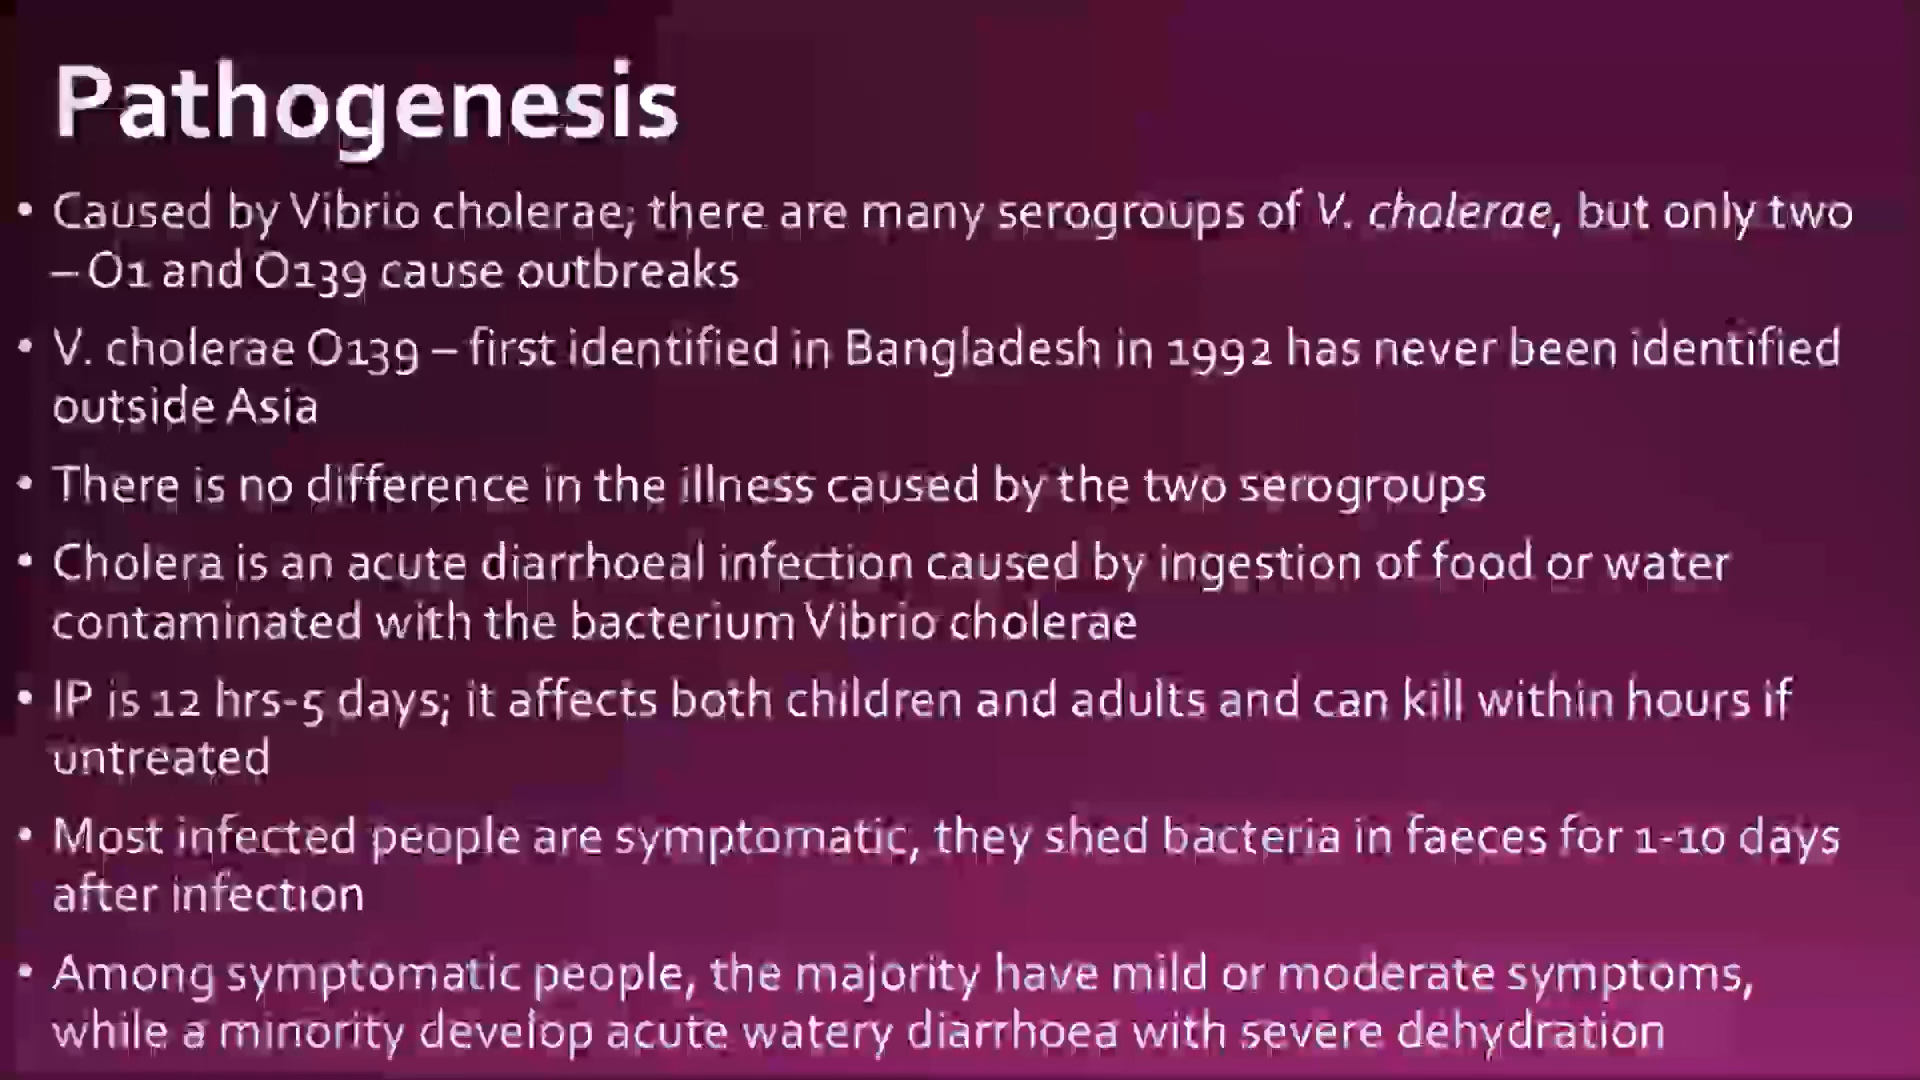 Pathogenesis
• Caused by Vibrio cholerae; there are many serogroups of V. cholerae, but only two
– O1 and O139 cause outbreaks
• V. cholerae O139 – first identified in Bangladesh in 1992 has never been identified
outside Asia
• There is no difference in the illness caused by the two serogroups
• Cholera is an acute diarrhoeal infection caused by ingestion of food or water
contaminated with the bacterium Vibrio cholerae
• IP is 12 hrs-5 days; it affects both children and adults and can kill within hours if
untreated
• Most infected people are symptomatic, they shed bacteria in faeces for 1-10 days
after infection
• Among symptomatic people, the majority have mild or moderate symptoms,
while a minority develop acute watery diarrhoea with severe dehydration